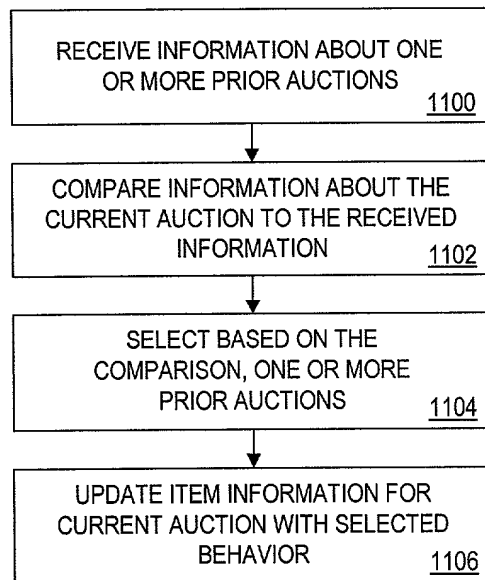 RECEIVE INFORMATION ABOUT ONE
OR MORE PRIOR AUCTIONS
1100
COMPARE INFORMATION ABOUT THE
CURRENT AUCTION TO THE RECEIVED
INFORMATION
1102
SELECT BASED ON THE
COMPARISON, ONE OR MORE
PRIOR AUCTIONS
1104
UPDATE ITEM INFORMATION FOR
CURRENT AUCTION WITH SELECTED
BEHAVIOR
1106